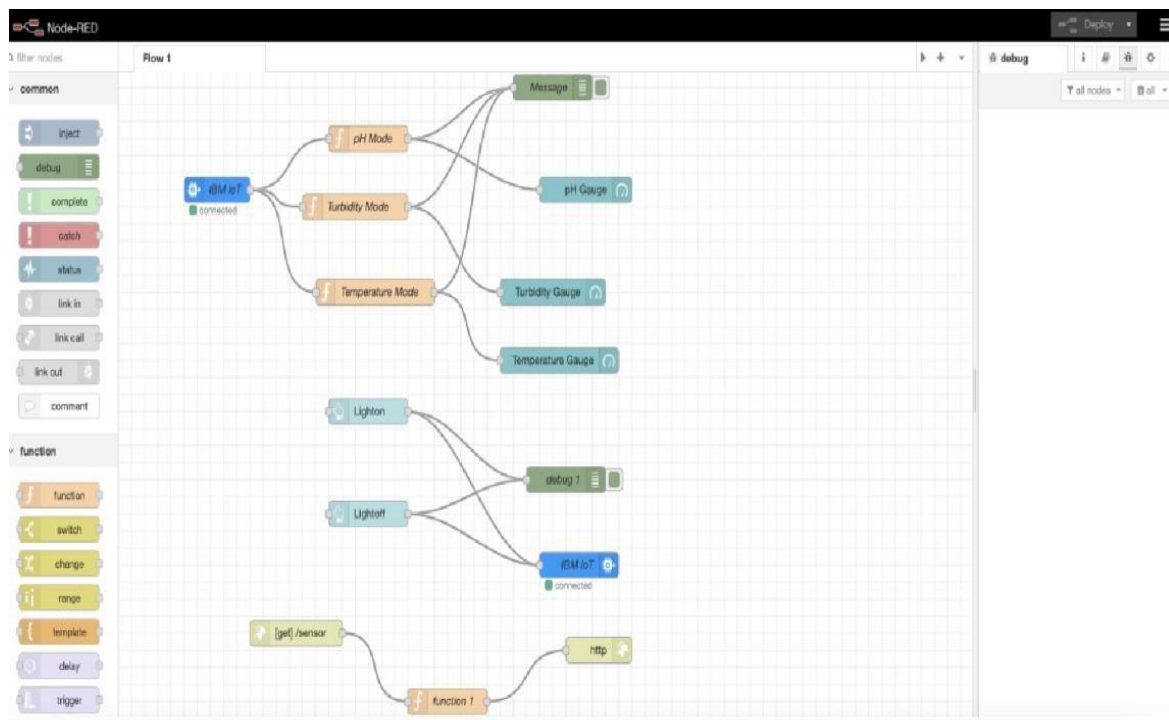 Node-RED
Deploy
filter nodes
Flow 1
debug
all nodes
all
common
inject
debug
complete
catch
status
link in
link call
link out
comment
function
function
switch
change
range
template
delay
trigger
Message
pH Mode
IBM IoT
connected
pH Gauge
Turbidity Mode
Temperature Mode
Turbidity Gauge
Temperature Gauge
Lighton
debug 1
Lightoff
IBM IoT
connected
[get] /sensor
http
function 1